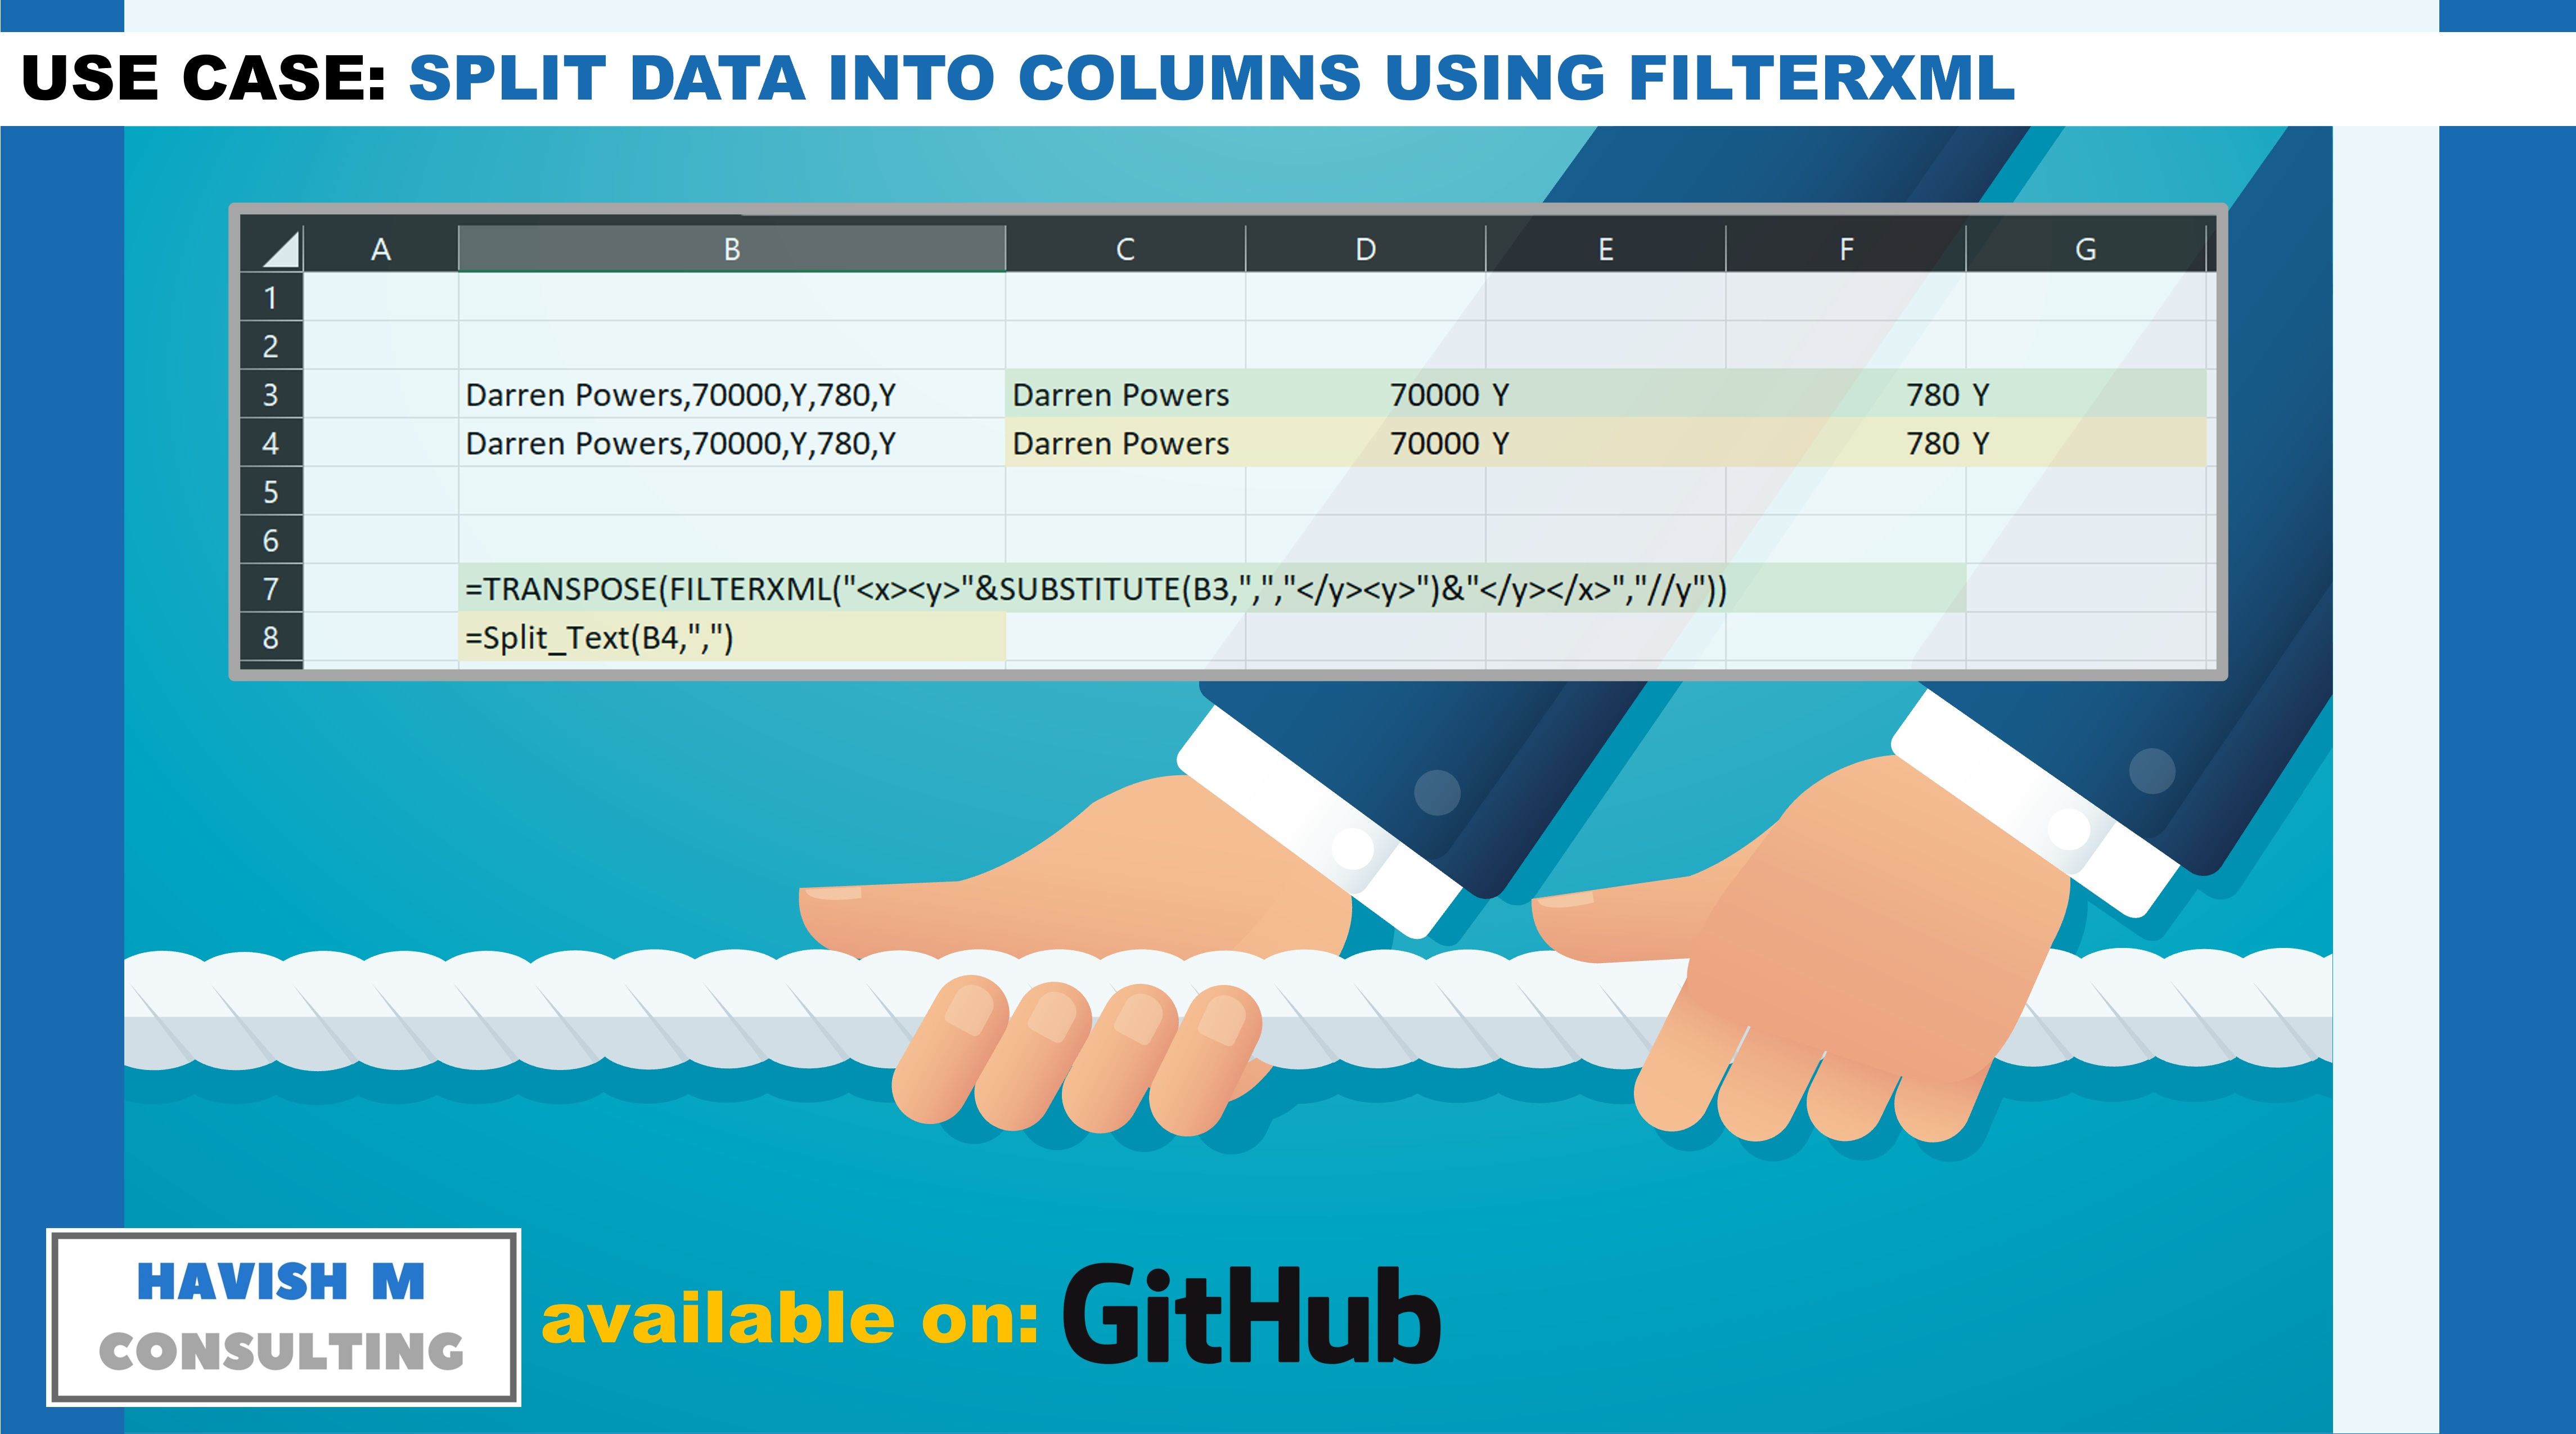 USE CASE: SPLIT DATA INTO COLUMNS USING FILTERXML
A B C D E F G
1
2
3 Darren Powers,70000,Y,780,Y Darren Powers 70000 Y 780 Y
4 Darren Powers,70000,Y,780,Y Darren Powers 70000 Y 780 Y
5
6
7 =TRANSPOSE(FILTERXML("<x><y>"&SUBSTITUTE(B3,",","</y><y>")&"</y></x>","//y"))
8 =Split_Text(B4,",")
HAVISH M
CONSULTING
available on: GitHub